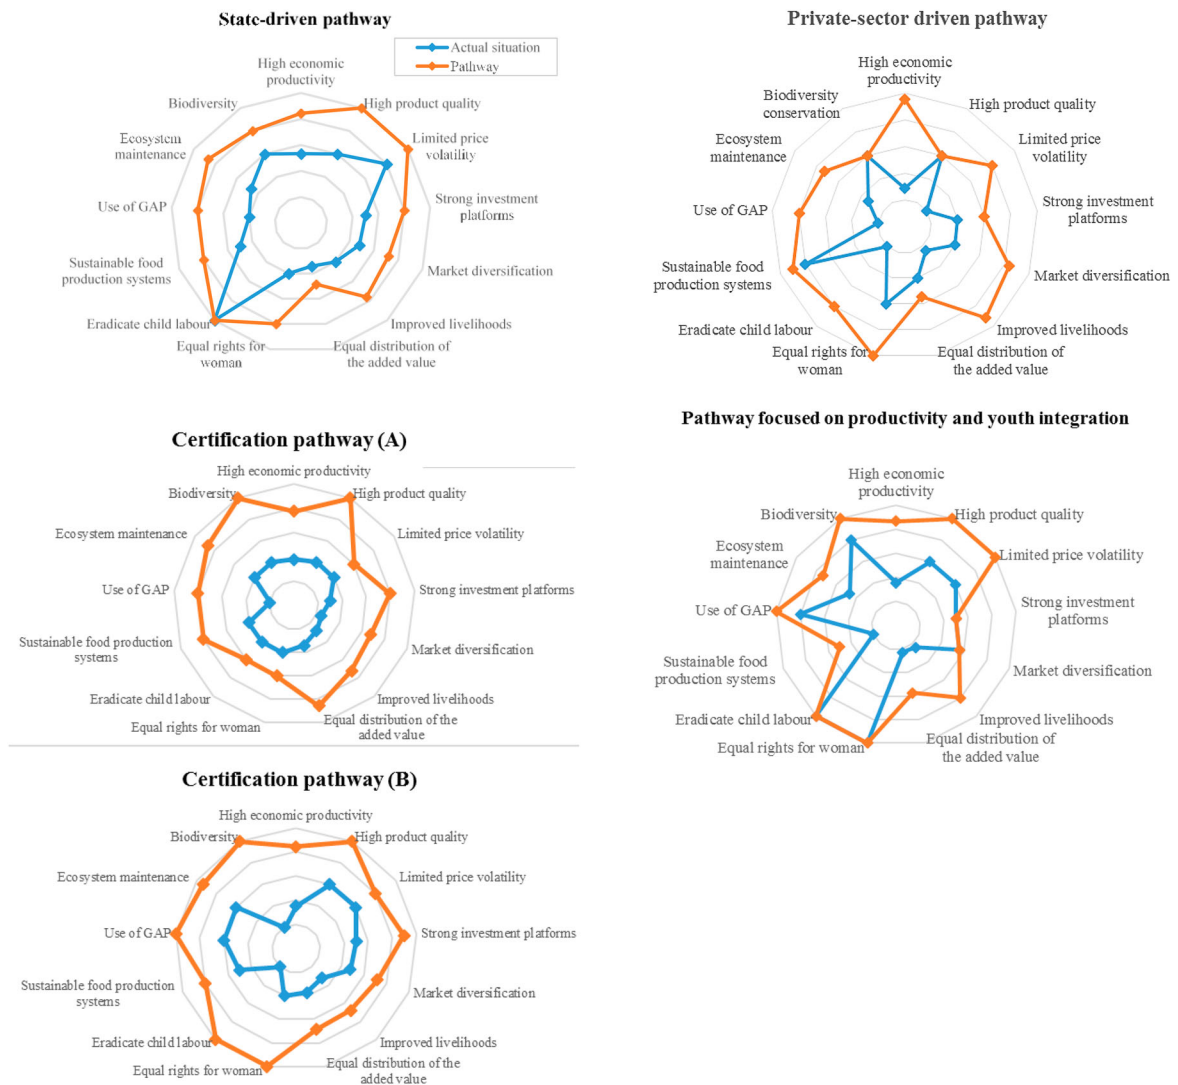 Statc-driven pathway
Actual situation
Pathway
High economic
productivity
High product quality
Limited price
volatility
Strong investment
platforms
Market diversification
Improved livelihoods
Equal distribution of
the added value
Equal rights for
woman
Eradicate child labour
Sustainable food
production systems
Use of GAP
Ecosystem
maintenance
Biodiversity
Private-sector driven pathway
High economic
productivity
High product quality
Limited price
volatility
Strong investment
platforms
Market diversification
Improved livelihoods
Equal distribution of
the added value
Equal rights for
woman
Eradicate child labour
Sustainable food
production systems
Use of GAP
Ecosystem
maintenance
Biodiversity
conservation
Certification pathway (A)
High economic productivity
High product quality
Limited price volatility
Strong investment platforms
Market diversification
Improved livelihoods
Equal distribution of the
added value
Equal rights for woman
Eradicate child labour
Sustainable food production
systems
Use of GAP
Ecosystem maintenance
Biodiversity
Pathway focused on productivity and youth integration
High economic
productivity
High product quality
Limited price volatility
Strong investment
platforms
Market diversification
Improved livelihoods
Equal distribution of
the added value
Equal rights for woman
Eradicate child labour
Sustainable food
production systems
Use of GAP
Ecosystem
maintenance
Biodiversity
Certification pathway (B)
High economic productivity
High product quality
Limited price volatility
Strong investment platforms
Market diversification
Improved livelihoods
Equal distribution of the
added value
Equal rights for woman
Eradicate child labour
Sustainable food production
systems
Use of GAP
Ecosystem maintenance
Biodiversity